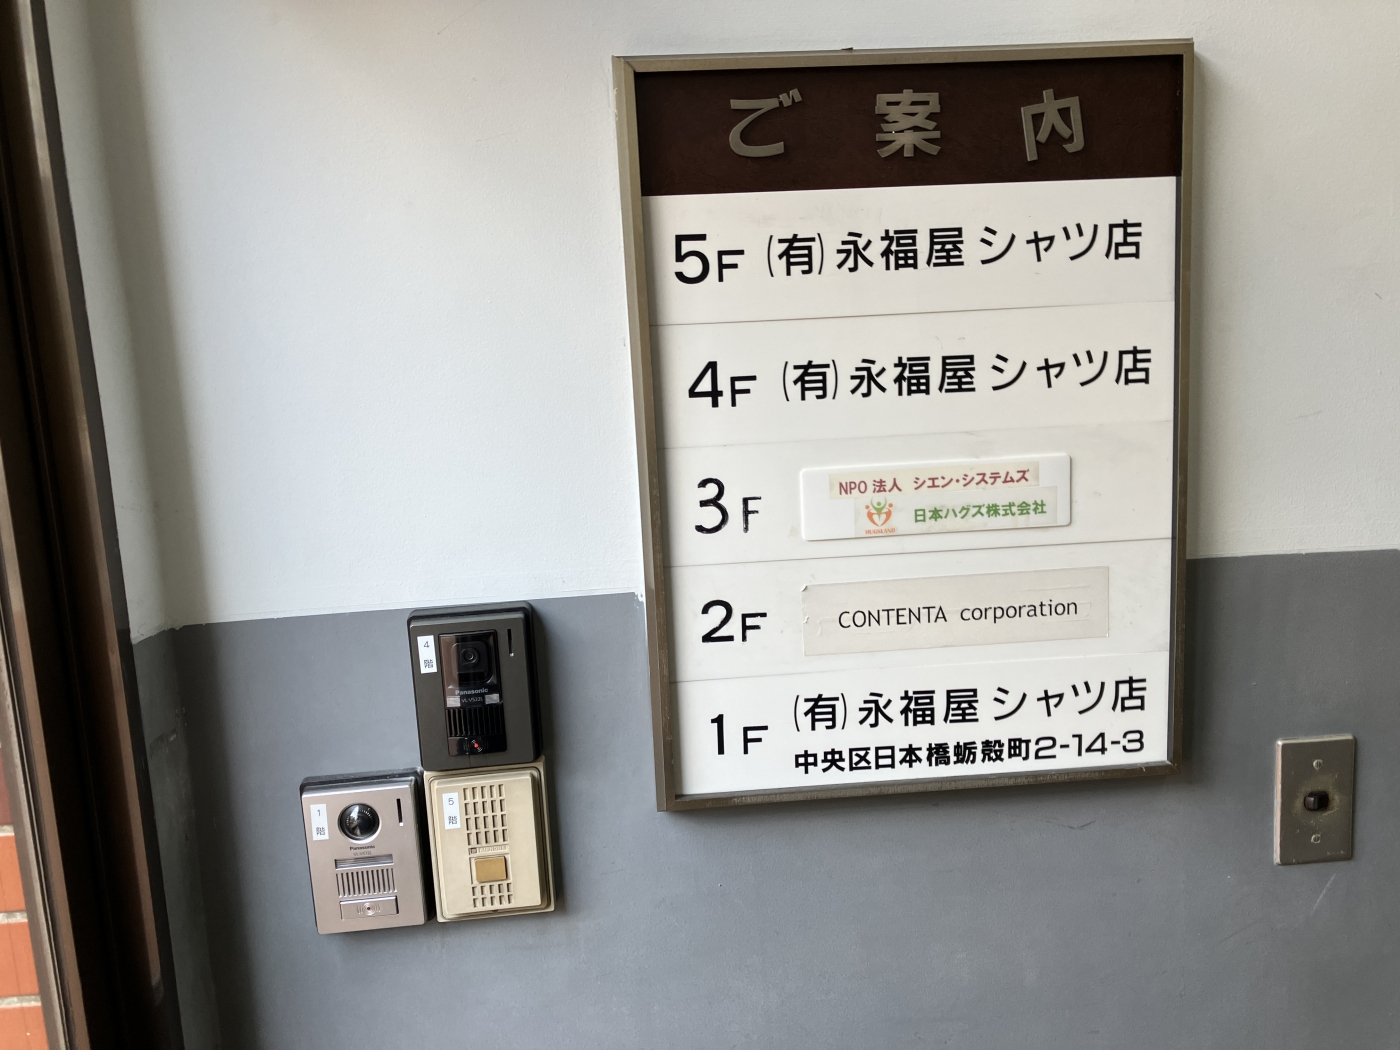 ご案内
5F (有)永福屋 シャツ店
4F (有)永福屋 シャツ店
3F NPO法人 シエン・システムズ
日本ハグズ株式会社
2F CONTENTA corporation
1F (有)永福屋 シャツ店
中央区日本橋蛎殻町2-14-3
4
階
Panasonic
1
階
Panasonic
5
階